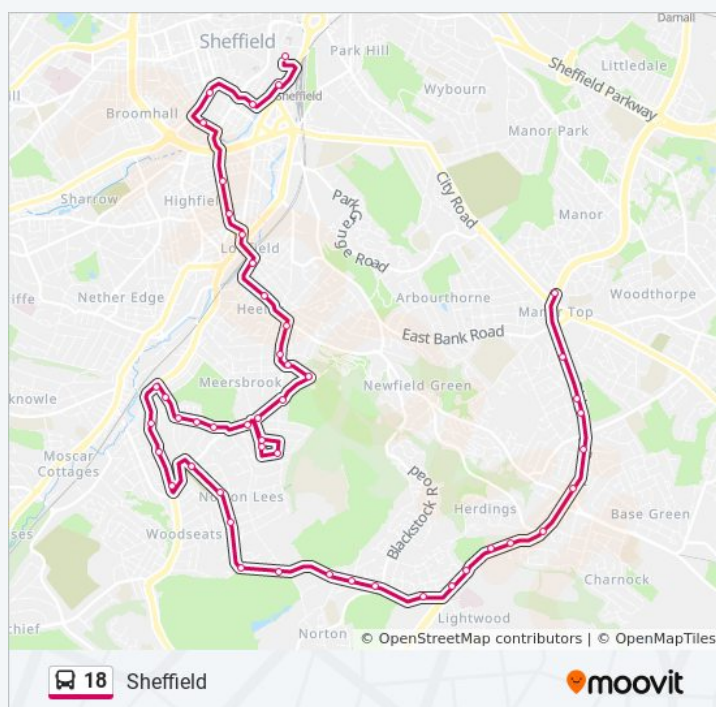 Darnall
Sheffield
Park Hill
Littledale
Sheffield
Sheffield Parkway
Wybourn
Broomhall
Manor Park
City Road
Sharrow
Highfield
Park Grange Road
Manor
Lowfield
Nether Edge
Arbourthorne
Woodthorpe
Manor Top
Heeley
East Bank Road
Meersbrook
Newfield Green
Moscar
Cottages
Blackstock Road
Norton Lees
Herdings
Base Green
Woodseats
Charnock
Norton
Lightwood
© OpenStreetMap contributors | © OpenMapTiles
18 Sheffield
moovit